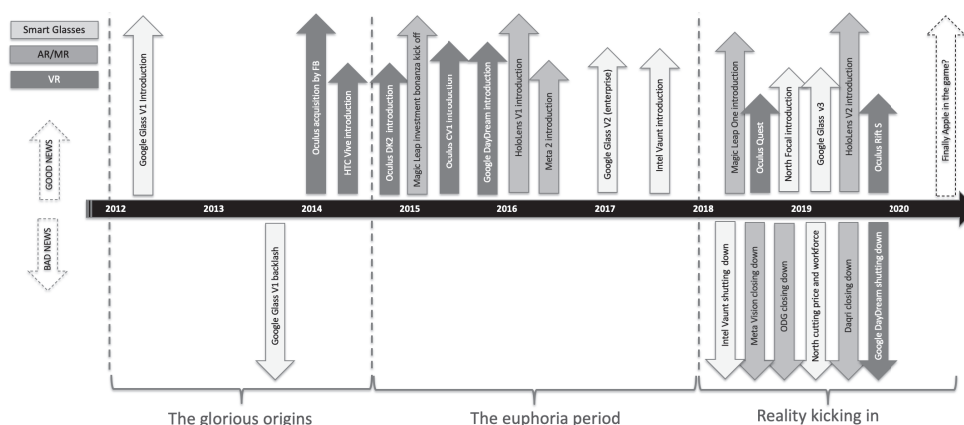 Smart Glasses
AR/MR
VR
GOOD NEWS
BAD NEWS
Google Glass V1 Introduction
Oculus acquisition by FB
HTC Vive introduction
Oculus DK2 introduction
Magic Leap investment bonanza kick off
Oculus CV1 introduction
Google DayDream introduction
HoloLens V1 introduction
Meta 2 introduction
Google Glass V2 (enterprise)
Intel Vaunt introduction
Magic Leap One introduction
Oculus Quest
North Focal introduction
Google Glass v3
HoloLens V2 introduction
Oculus Rift S
Finally Apple in the game?
2012 2013 2014 2015 2016 2017 2018 2019 2020
Google Glass V1 backlash
Intel Vaunt shutting down
Meta Vision closing down
ODG closing down
North cutting price and workforce
Daqri closing down
Google DayDream shutting down
The glorious origins
The euphoria period
Reality kicking in